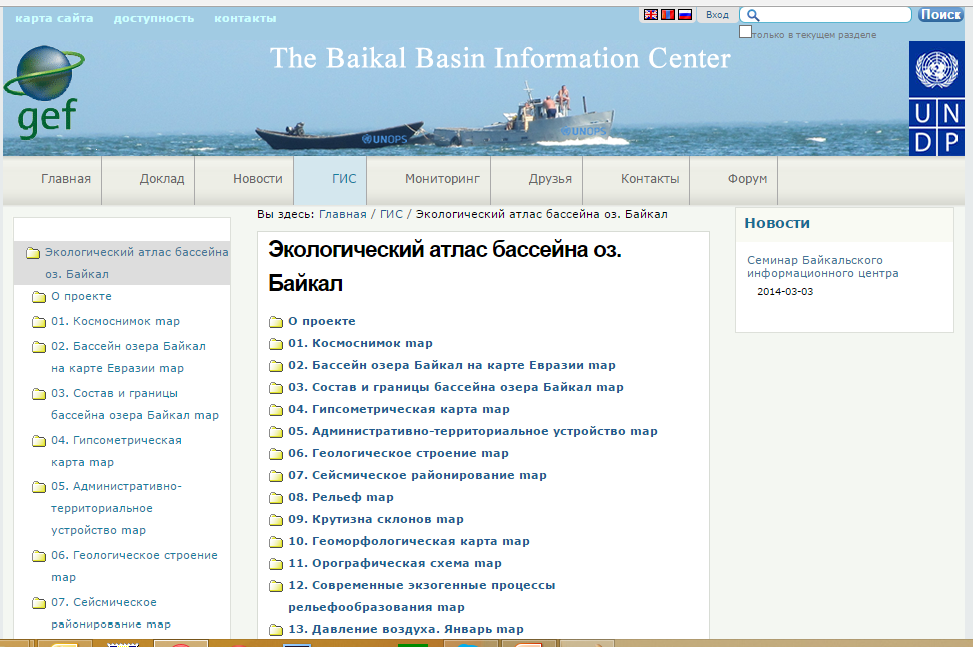 карта сайта доступность контакты
Вход
Поиск
только в текущем разделе
The Baikal Basin Information Center
gef
UNOPS
UNOPS
U N
D P
Главная Доклад Новости ГИС Мониторинг Друзья Контакты Форум
Вы здесь: Главная / ГИС / Экологический атлас бассейна оз. Байкал
Экологический атлас бассейна
оз. Байкал
О проекте
01. Космоснимок map
02. Бассейн озера Байкал
на карте Евразии map
03. Состав и границы
бассейна озера Байкал map
04. Гипсометрическая
карта map
05. Административно-
территориальное
устройство map
06. Геологическое строение
map
07. Сейсмическое
районирование map
Экологический атлас бассейна оз.
Байкал
О проекте
01. Космоснимок map
02. Бассейн озера Байкал на карте Евразии map
03. Состав и границы бассейна озера Байкал map
04. Гипсометрическая карта map
05. Административно-территориальное устройство map
06. Геологическое строение map
07. Сейсмическое районирование map
08. Рельеф map
09. Крутизна склонов map
10. Геоморфологическая карта map
11. Орографическая схема map
12. Современные экзогенные процессы
рельефообразования map
13. Давление воздуха. Январь map
Новости
Семинар Байкальского
информационного центра
2014-03-03